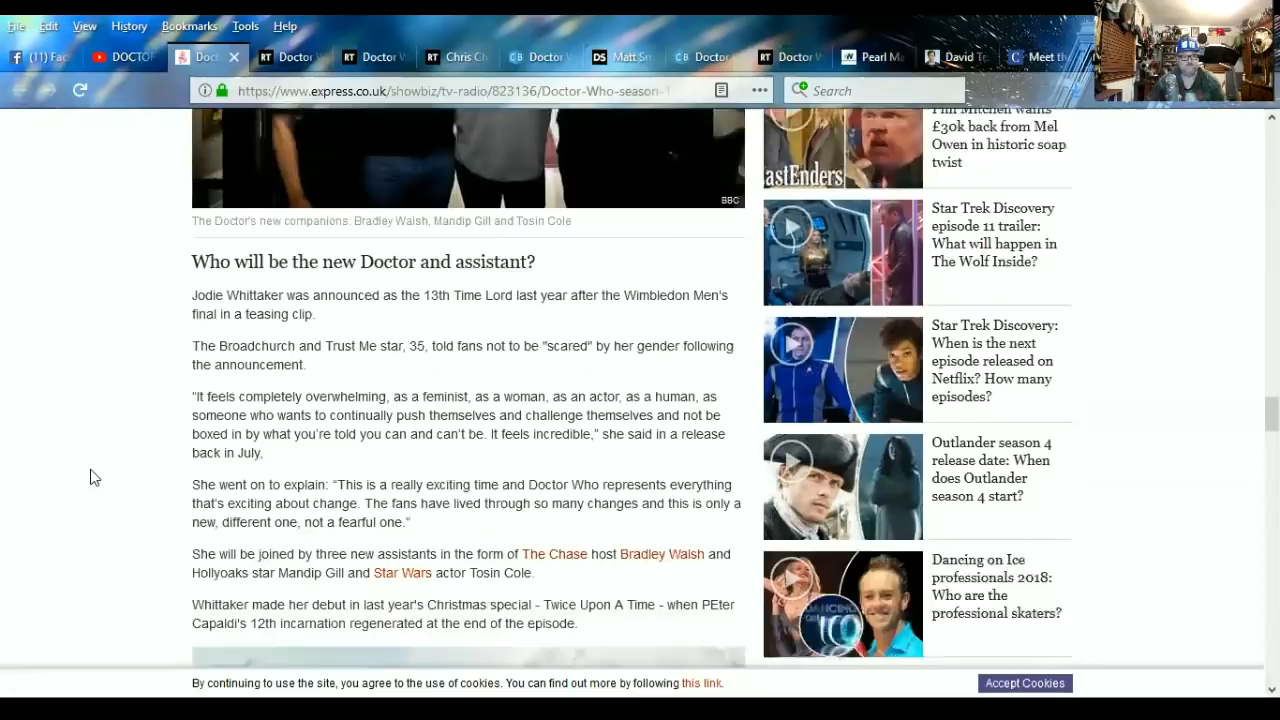 File Edit View History Bookmarks Tools Help
(11) Fac
DOCTOR
Doct
Doctor W
Doctor W
Chris Ch
Doctor
Matt Sm
Doctor
Doctor W
Pearl Ma
David Te
Meet the
https://www.express.co.uk/showbiz/tv-radio/823136/Doctor-Who-season-
Search
BBC
The Doctor's new companions: Bradley Walsh, Mandip Gill and Tosin Cole
Who will be the new Doctor and assistant?
Jodie Whittaker was announced as the 13th Time Lord last year after the Wimbledon Men's
final in a teasing clip.
The Broadchurch and Trust Me star, 35, told fans not to be "scared" by her gender following
the announcement.
“It feels completely overwhelming, as a feminist, as a woman, as an actor, as a human, as
someone who wants to continually push themselves and challenge themselves and not be
boxed in by what you’re told you can and can’t be. It feels incredible,” she said in a release
back in July,
She went on to explain: “This is a really exciting time and Doctor Who represents everything
that’s exciting about change. The fans have lived through so many changes and this is only a
new, different one, not a fearful one.”
She will be joined by three new assistants in the form of The Chase host Bradley Walsh and
Hollyoaks star Mandip Gill and Star Wars actor Tosin Cole.
Whittaker made her debut in last year's Christmas special - Twice Upon A Time - when PEter
Capaldi's 12th incarnation regenerated at the end of the episode.
astEnders
Phil Mitchell wants
£30k back from Mel
Owen in historic soap
twist
Star Trek Discovery
episode 11 trailer:
What will happen in
The Wolf Inside?
Star Trek Discovery:
When is the next
episode released on
Netflix? How many
episodes?
Outlander season 4
release date: When
does Outlander
season 4 start?
Dancing on Ice
professionals 2018:
Who are the
professional skaters?
By continuing to use the site, you agree to the use of cookies. You can find out more by following this link.
Accept Cookies